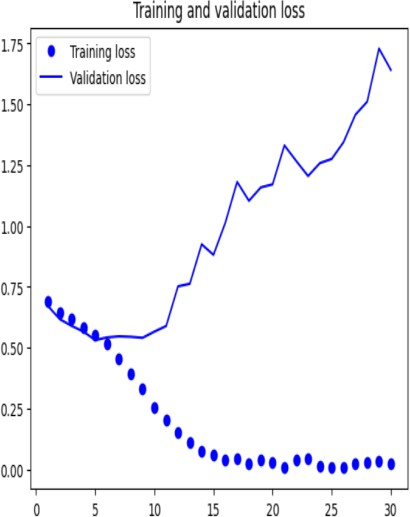 Training and validation loss
Training loss
Validation loss
1.75
1.50
1.25
1.00
0.75
0.50
0.25
0.00
0 5 10 15 20 25 30